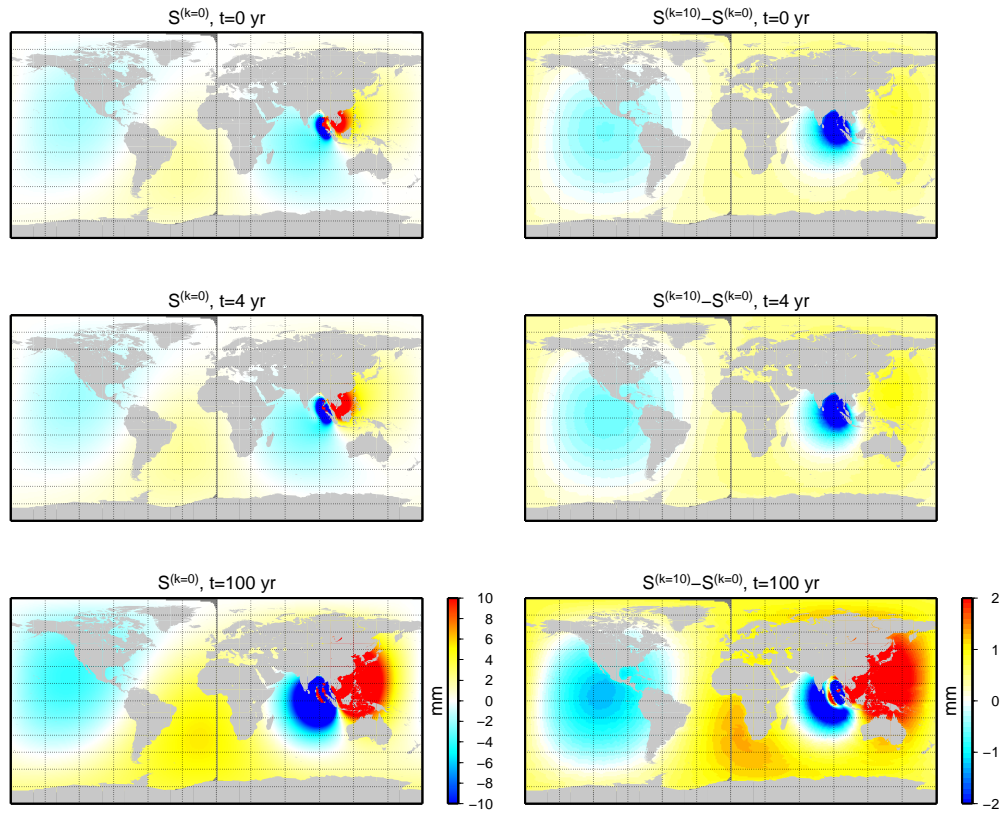 S^(k=0), t=0 yr
S^(k=10)−S^(k=0), t=0 yr
S^(k=0), t=4 yr
S^(k=10)−S^(k=0), t=4 yr
S^(k=0), t=100 yr
10
8
6
4
2
0
−2
−4
−6
−8
−10
mm
S^(k=10)−S^(k=0), t=100 yr
2
1
0
−1
−2
mm